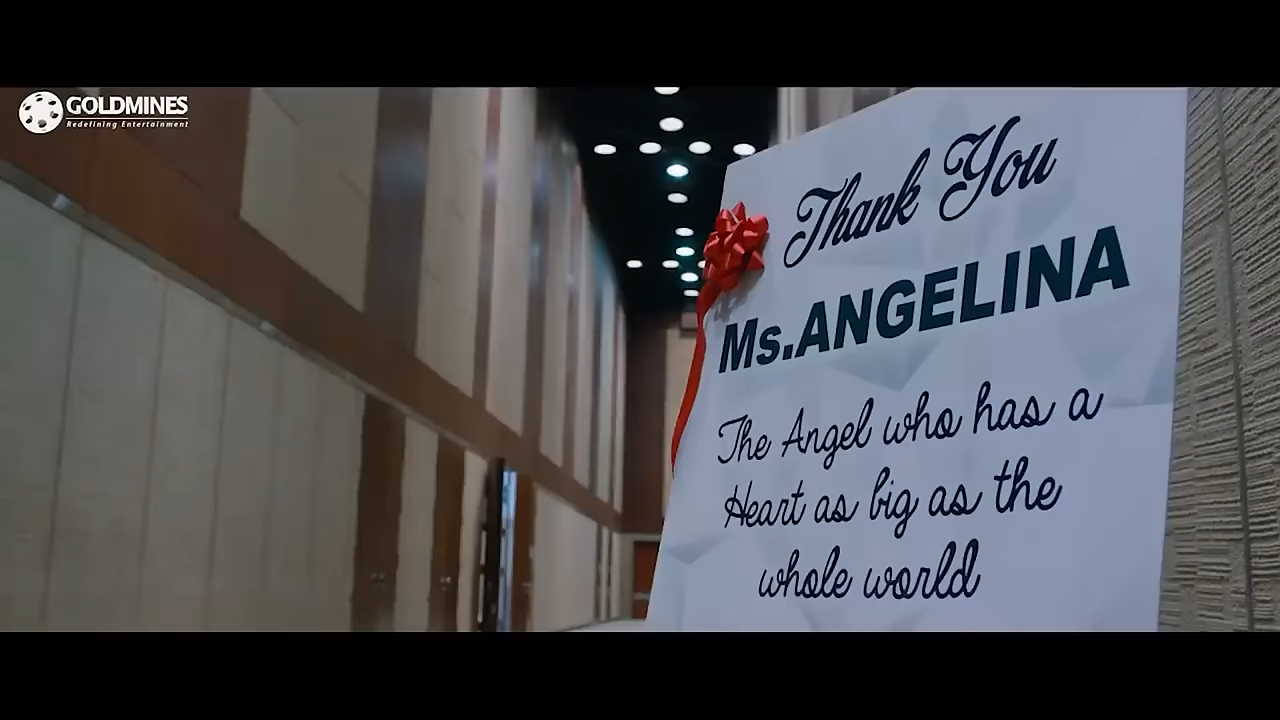 GOLDMINES
Redefining Entertainment
Thank You
Ms.ANGELINA
The Angel who has a
Heart as big as the
whole world